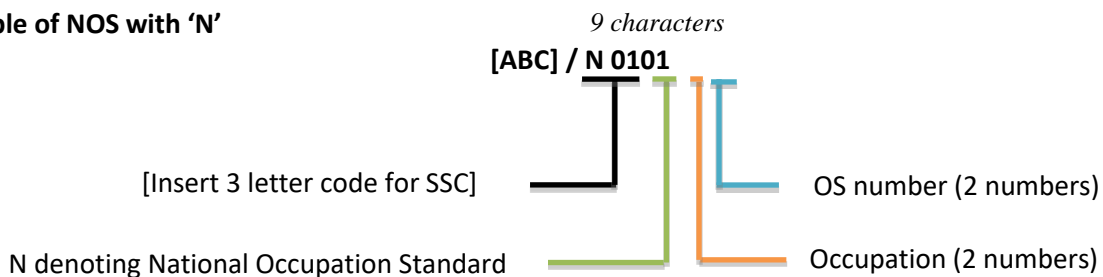 ple of NOS with ‘N’
9 characters
[ABC] / N 0101
[Insert 3 letter code for SSC]
OS number (2 numbers)
N denoting National Occupation Standard
Occupation (2 numbers)